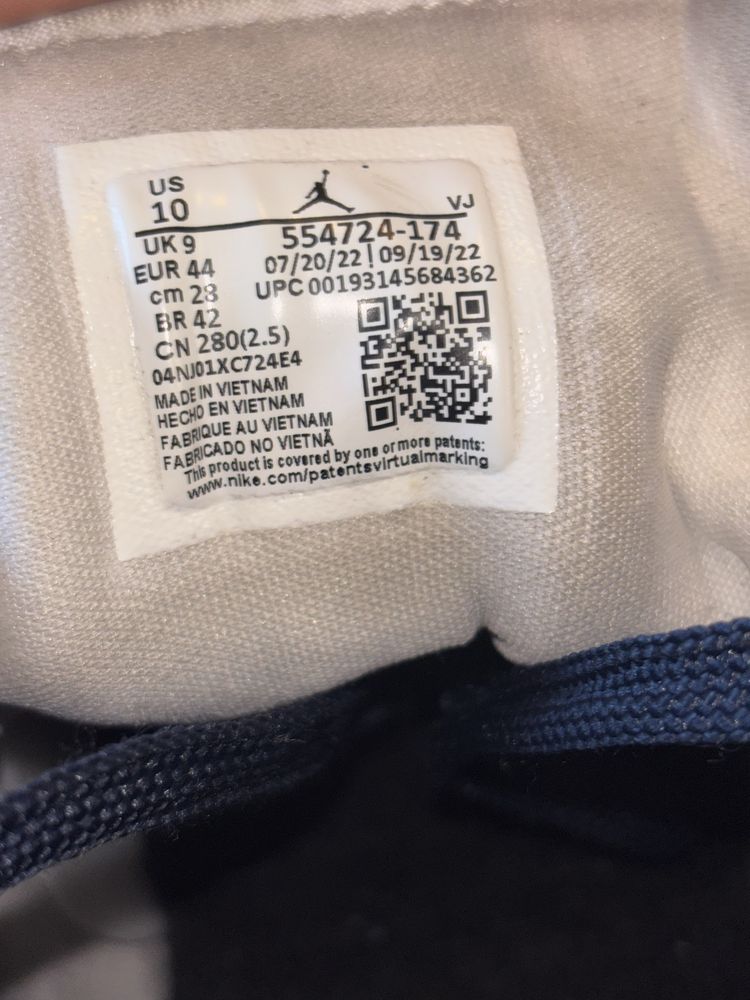 US
10
VJ
UK 9
554724-174
EUR 44
07/20/22 | 09/19/22
cm 28
UPC 00193145684362
BR 42
CN 280(2.5)
04NJ01XC724E4
MADE IN VIETNAM
HECHO EN VIETNAM
FABRIQUE AU VIETNAM
FABRICADO NO VIETNÃ
This product is covered by one or more patents:
www.nike.com/patentsvirtualmarking